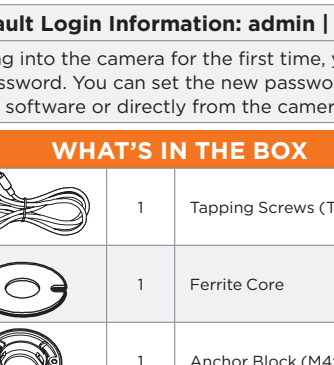 ault Login Information: admin |
ng into the camera for the first time, y
ssword. You can set the new passwo
software or directly from the camer
WHAT'S IN THE BOX
1 Tapping Screws (T
1 Ferrite Core
1 Anchor Block (M4